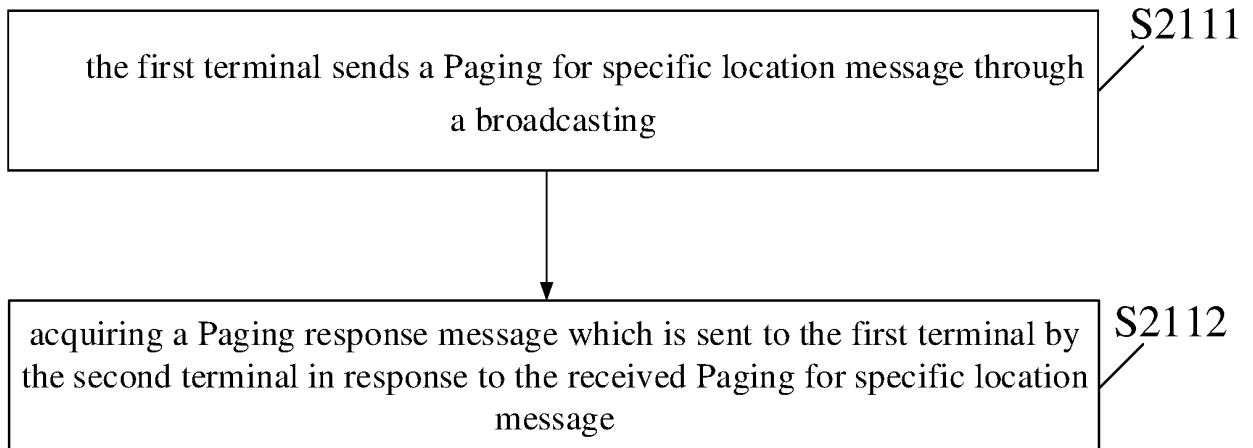 S2111
the first terminal sends a Paging for specific location message through
a broadcasting
acquiring a Paging response message which is sent to the first terminal by
S2112
the second terminal in response to the received Paging for specific location
message